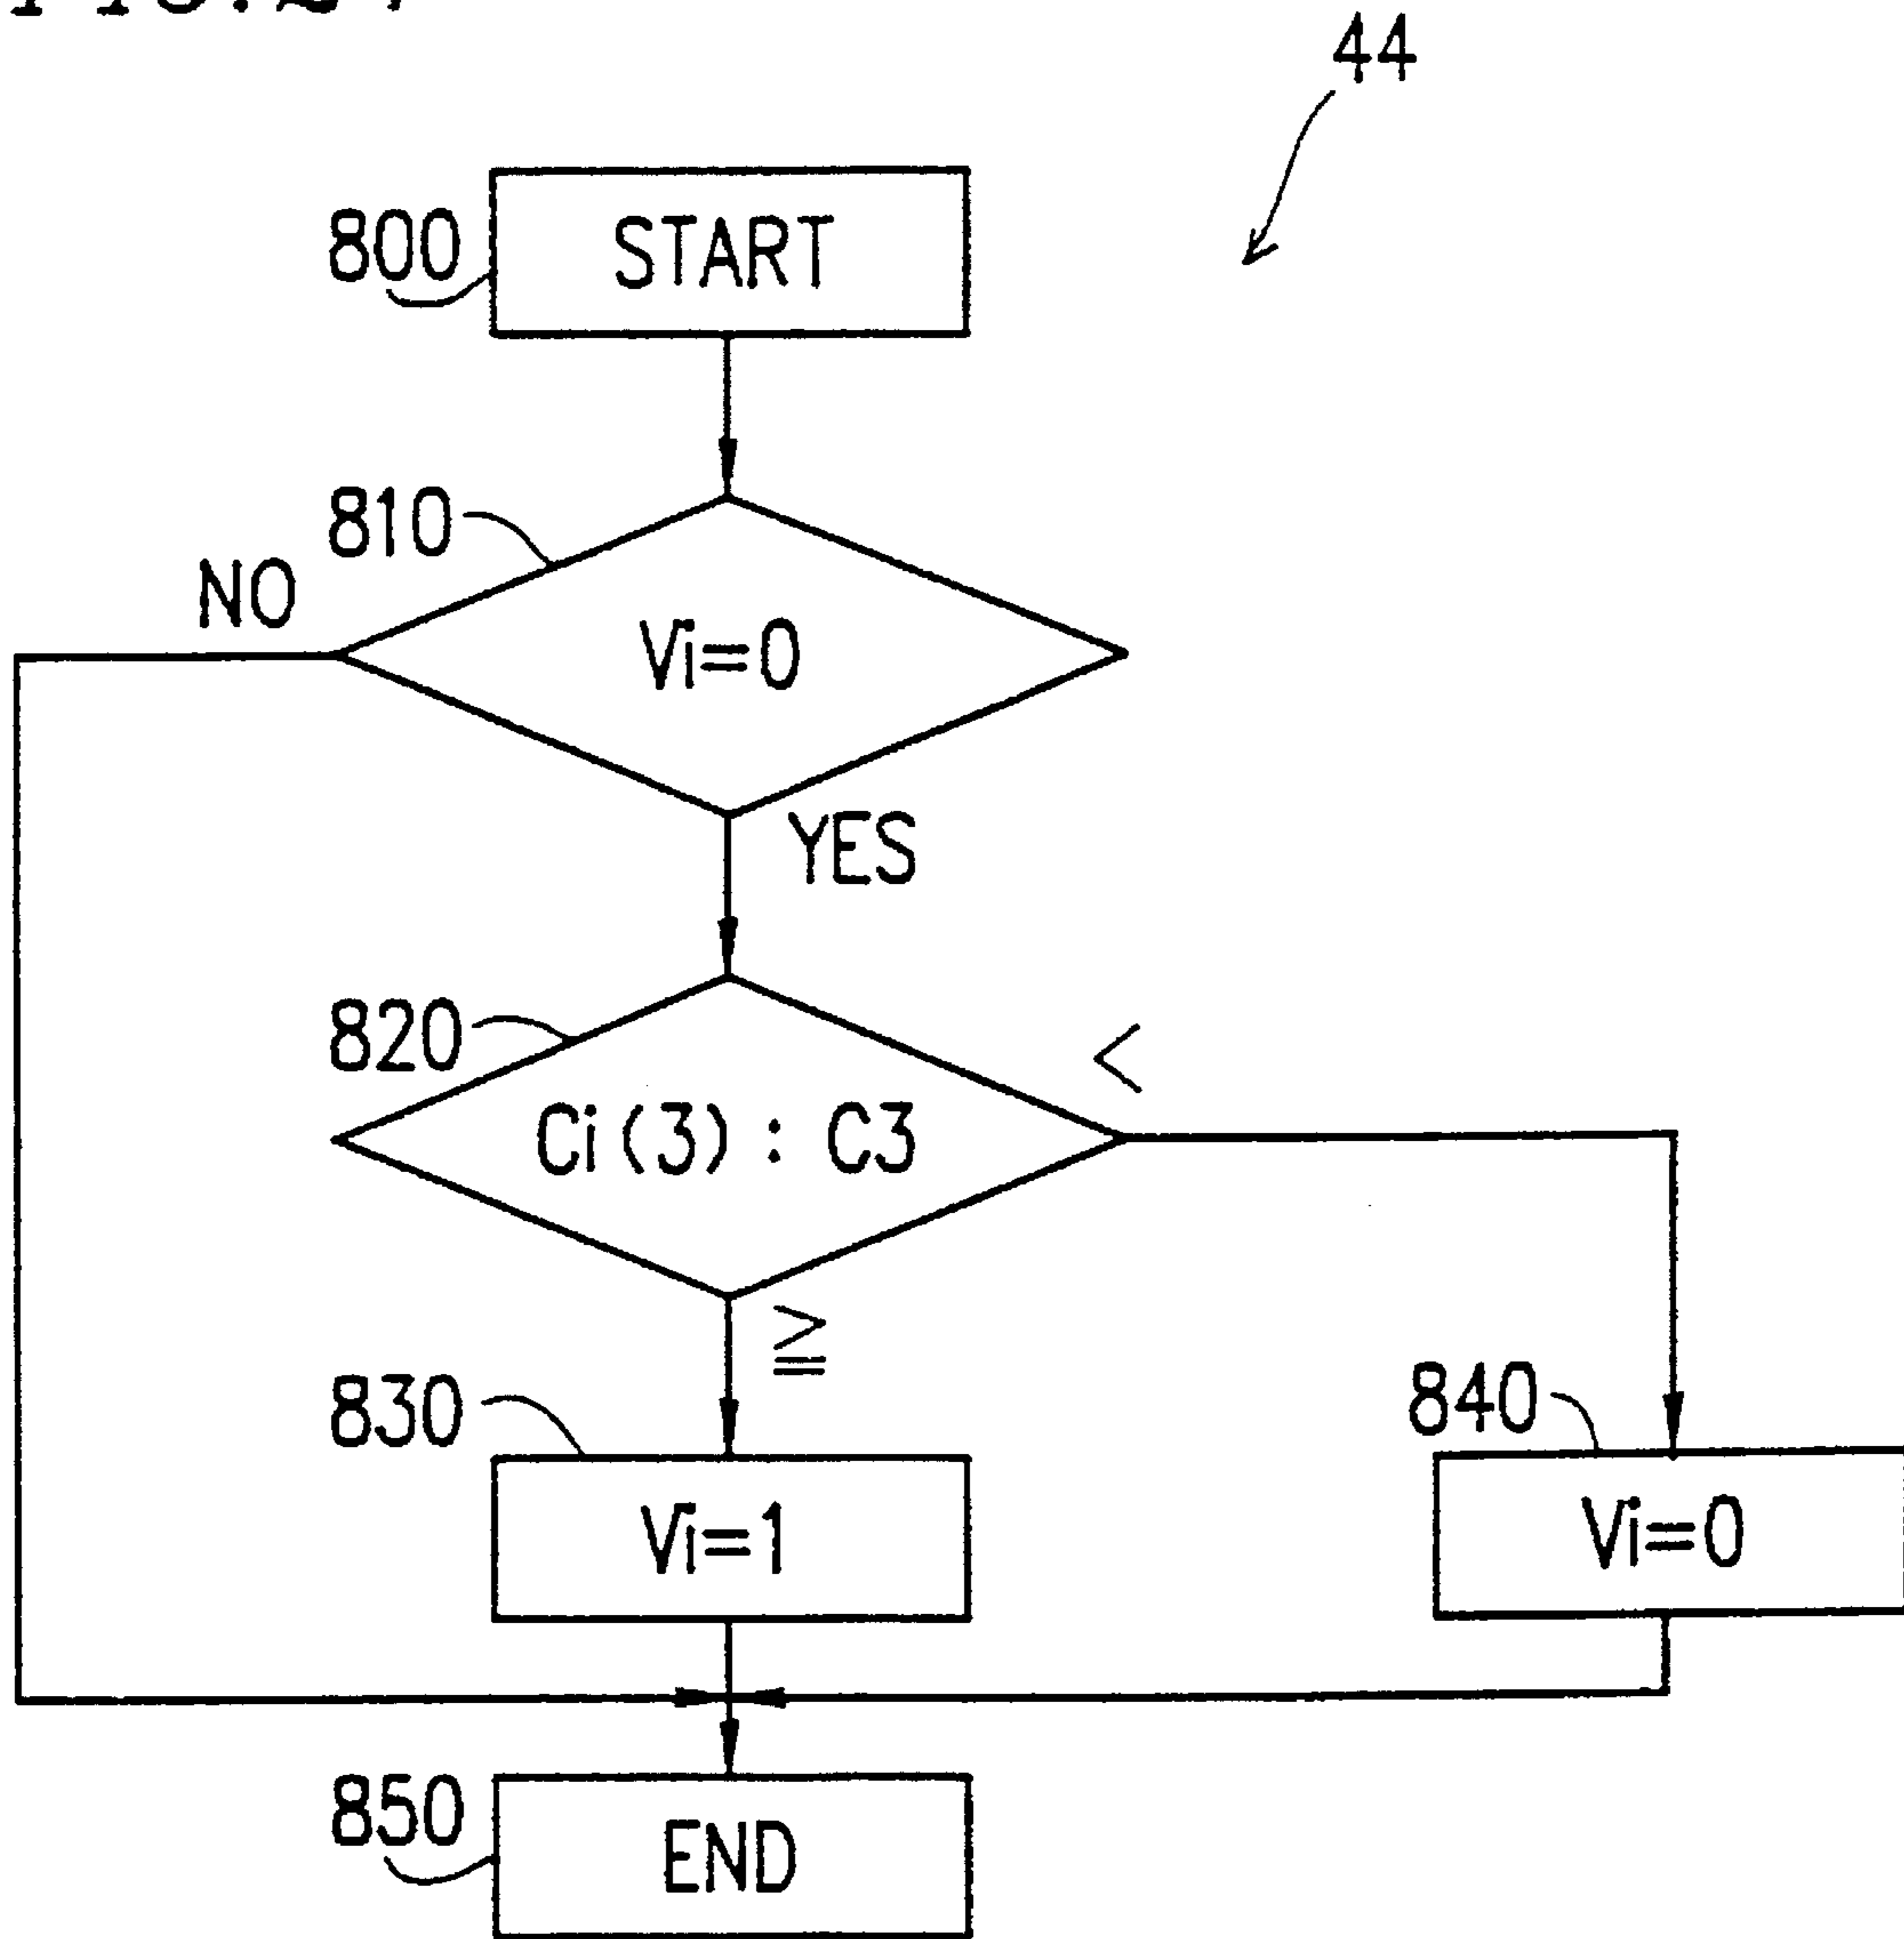 44
800
START
810
NO
Vi=0
YES
820
<
Ci(3) : C3
≧
830
840
Vi=1
Vi=0
850
END